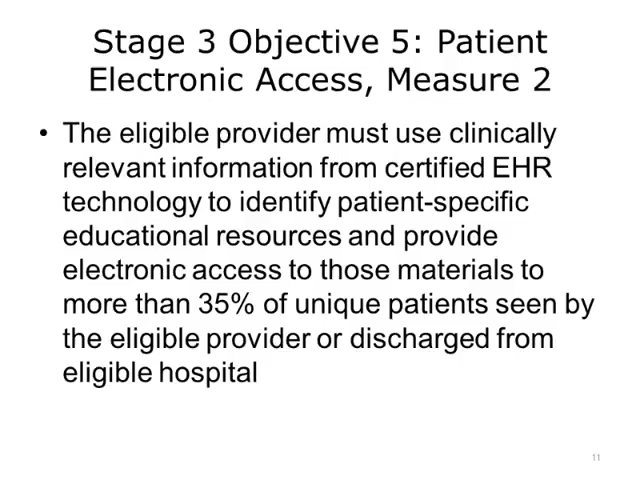 Stage 3 Objective 5: Patient
Electronic Access, Measure 2
• The eligible provider must use clinically
relevant information from certified EHR
technology to identify patient-specific
educational resources and provide
electronic access to those materials to
more than 35% of unique patients seen by
the eligible provider or discharged from
eligible hospital
11